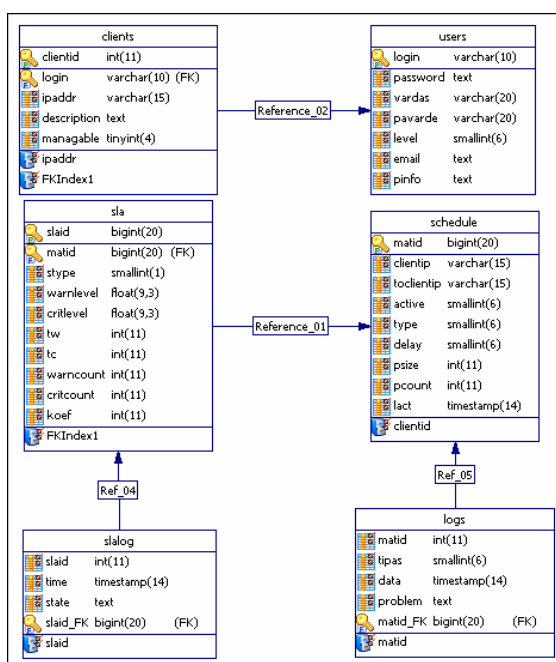 clients
clientid int(11)
login varchar(10) (FK)
ipaddr varchar(15)
description text
managable tinyint(4)
ipaddr
FKIndex1
Reference_02
users
login varchar(10)
password text
vardas varchar(20)
pavarde varchar(20)
level smallint(6)
email text
pinfo text
sla
slaid bigint(20)
matid bigint(20) (FK)
stype smallint(1)
warnlevel float(9,3)
critlevel float(9,3)
tw int(11)
tc int(11)
warncount int(11)
critcount int(11)
koef int(11)
FKIndex1
Reference_01
schedule
matid bigint(20)
clientip varchar(15)
toclientip varchar(15)
active smallint(6)
type smallint(6)
delay smallint(6)
psize int(11)
pcount int(11)
lact timestamp(14)
clientid
Ref_04
Ref_05
slalog
slaid int(11)
time timestamp(14)
state text
slaid_FK bigint(20) (FK)
slaid
logs
matid int(11)
tipas smallint(6)
data timestamp(14)
problem text
matid_FK bigint(20) (FK)
matid